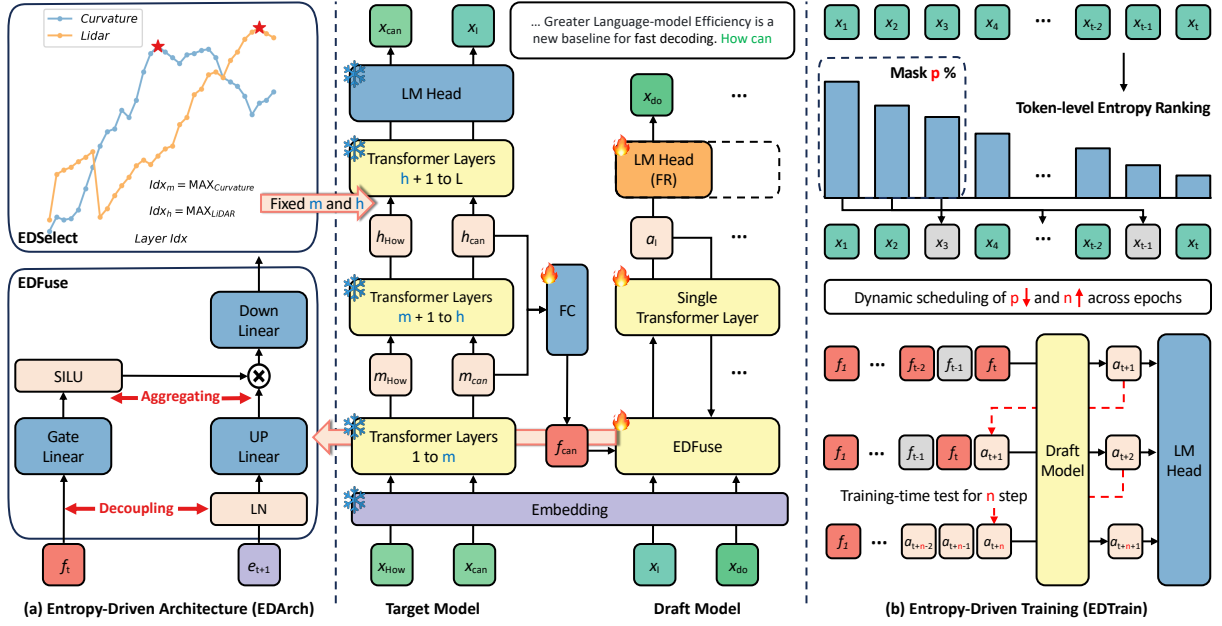 Curvature
Lidar
Idx_m = MAX_Curvature
Idx_h = MAX_LiDAR
Layer Idx
EDSelect
EDFuse
Down
Linear
SILU
Aggregating
Gate
Linear
UP
Linear
Decoupling
LN
f_t
e_t+1
(a) Entropy-Driven Architecture (EDArch)
x_can
x_I
... Greater Language-model Efficiency is a
new baseline for fast decoding. How can
LM Head
Transformer Layers
h + 1 to L
Fixed m and h
h_How
h_can
Transformer Layers
m + 1 to h
FC
m_How
m_can
Transformer Layers
1 to m
f_can
Embedding
x_How
x_can
Target Model
x_do
...
LM Head
(FR)
a_I
...
Single
Transformer Layer
...
EDFuse
x_I
x_do
Draft Model
x_1
x_2
x_3
x_4
...
x_t-2
x_t-1
x_t
Mask p %
Token-level Entropy Ranking
x_1
x_2
x_3
x_4
...
x_t-2
x_t-1
x_t
Dynamic scheduling of p ↓ and n ↑ across epochs
f_1
...
f_t-2
f_t-1
f_t
a_t+1
f_1
...
f_t-1
f_t
a_t+1
Draft
Model
a_t+2
LM
Head
Training-time test for n step
f_1
...
a_t+n-2
a_t+n-1
a_t+n
a_t+n+1
(b) Entropy-Driven Training (EDTrain)